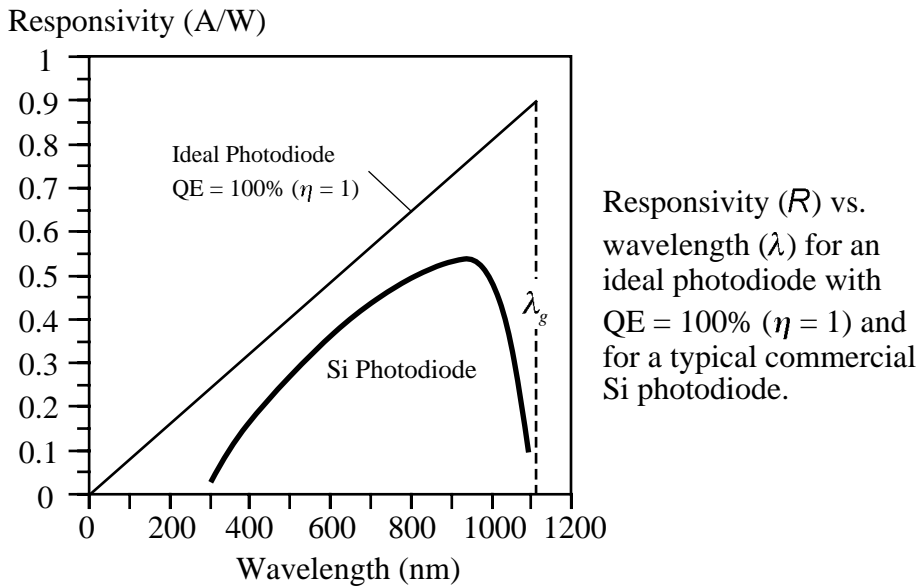 Responsivity (A/W)
1
0.9
0.8
0.7
0.6
0.5
0.4
0.3
0.2
0.1
0
Ideal Photodiode
QE = 100% (η = 1)
λg
Si Photodiode
0 200 400 600 800 1000 1200
Wavelength (nm)
Responsivity (R) vs.
wavelength (λ) for an
ideal photodiode with
QE = 100% (η = 1) and
for a typical commercial
Si photodiode.